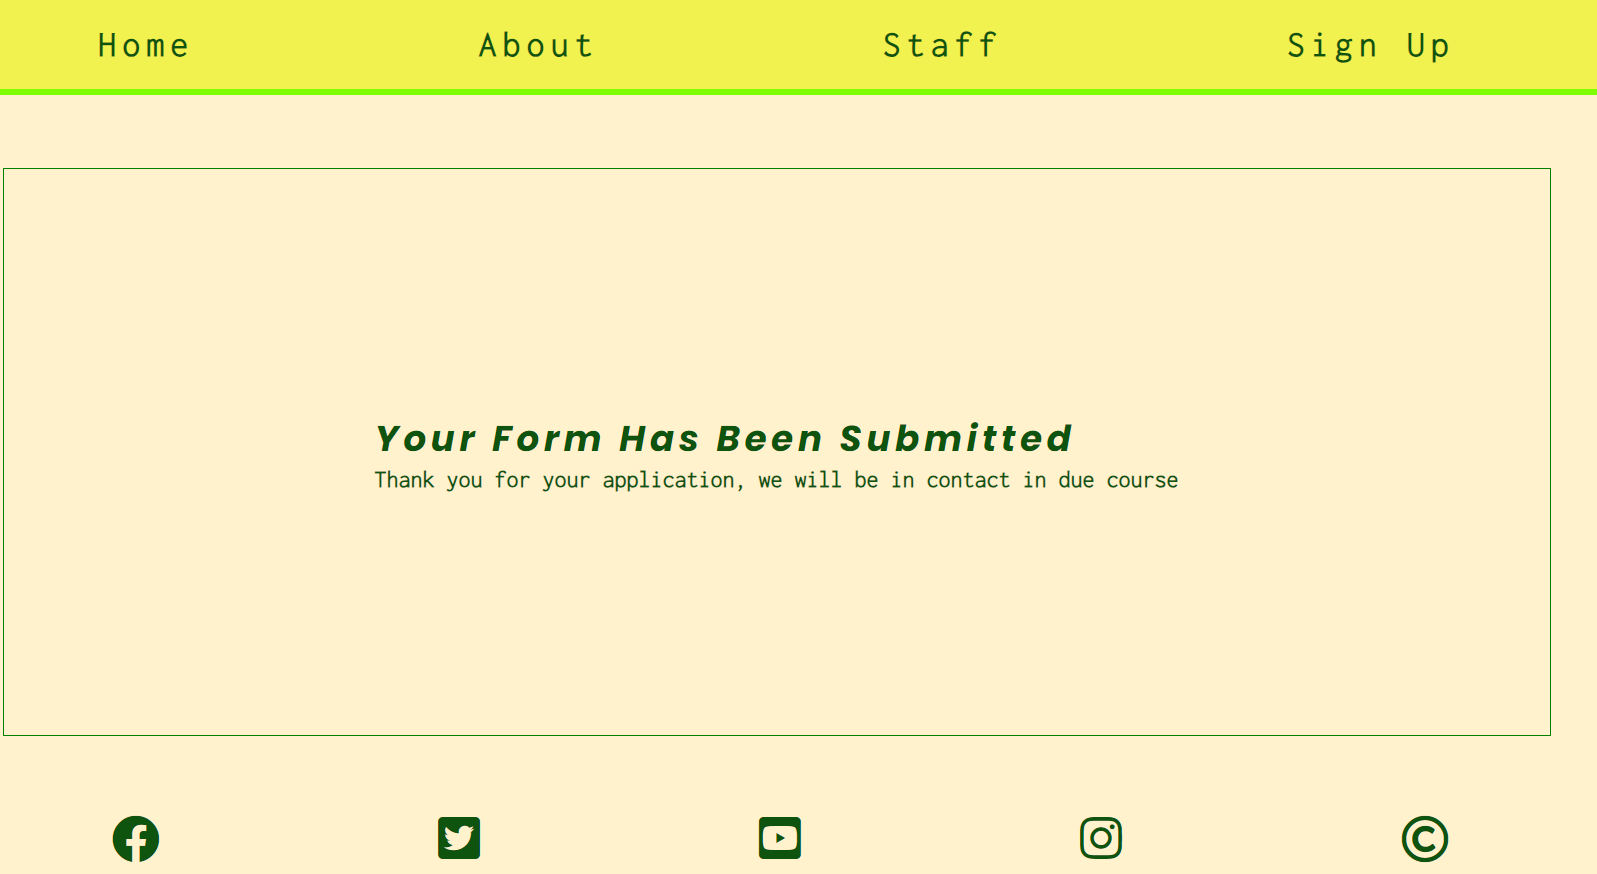 Home About Staff Sign Up
Your Form Has Been Submitted
Thank you for your application, we will be in contact in due course